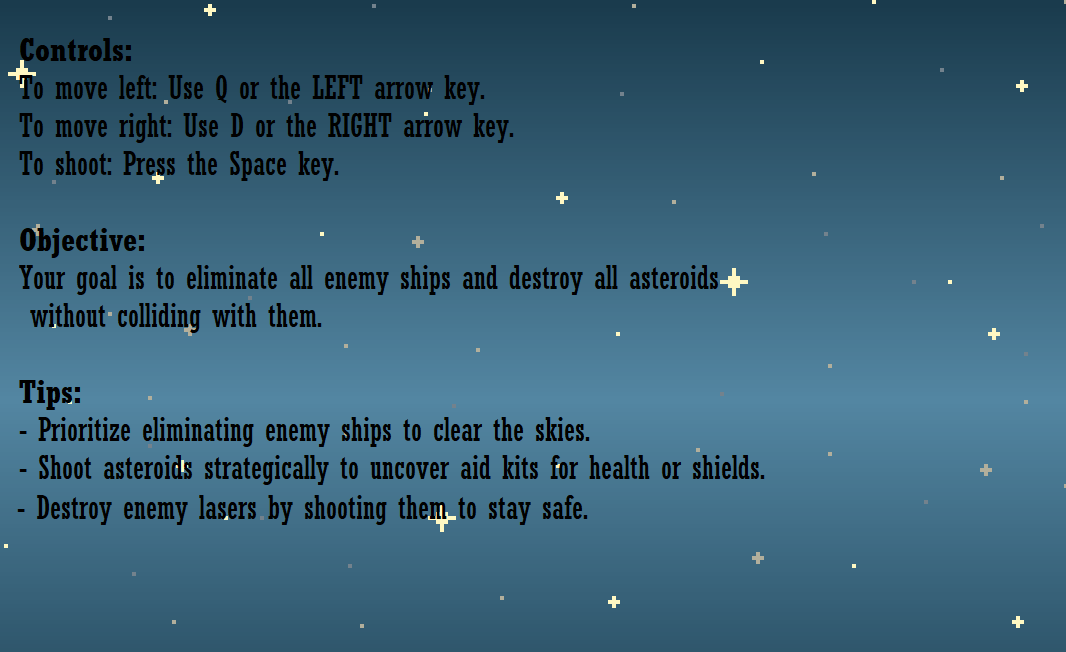 Controls:
To move left: Use Q or the LEFT arrow key.
To move right: Use D or the RIGHT arrow key.
To shoot: Press the Space key.
Objective:
Your goal is to eliminate all enemy ships and destroy all asteroids
without colliding with them.
Tips:
- Prioritize eliminating enemy ships to clear the skies.
- Shoot asteroids strategically to uncover aid kits for health or shields.
- Destroy enemy lasers by shooting them to stay safe.